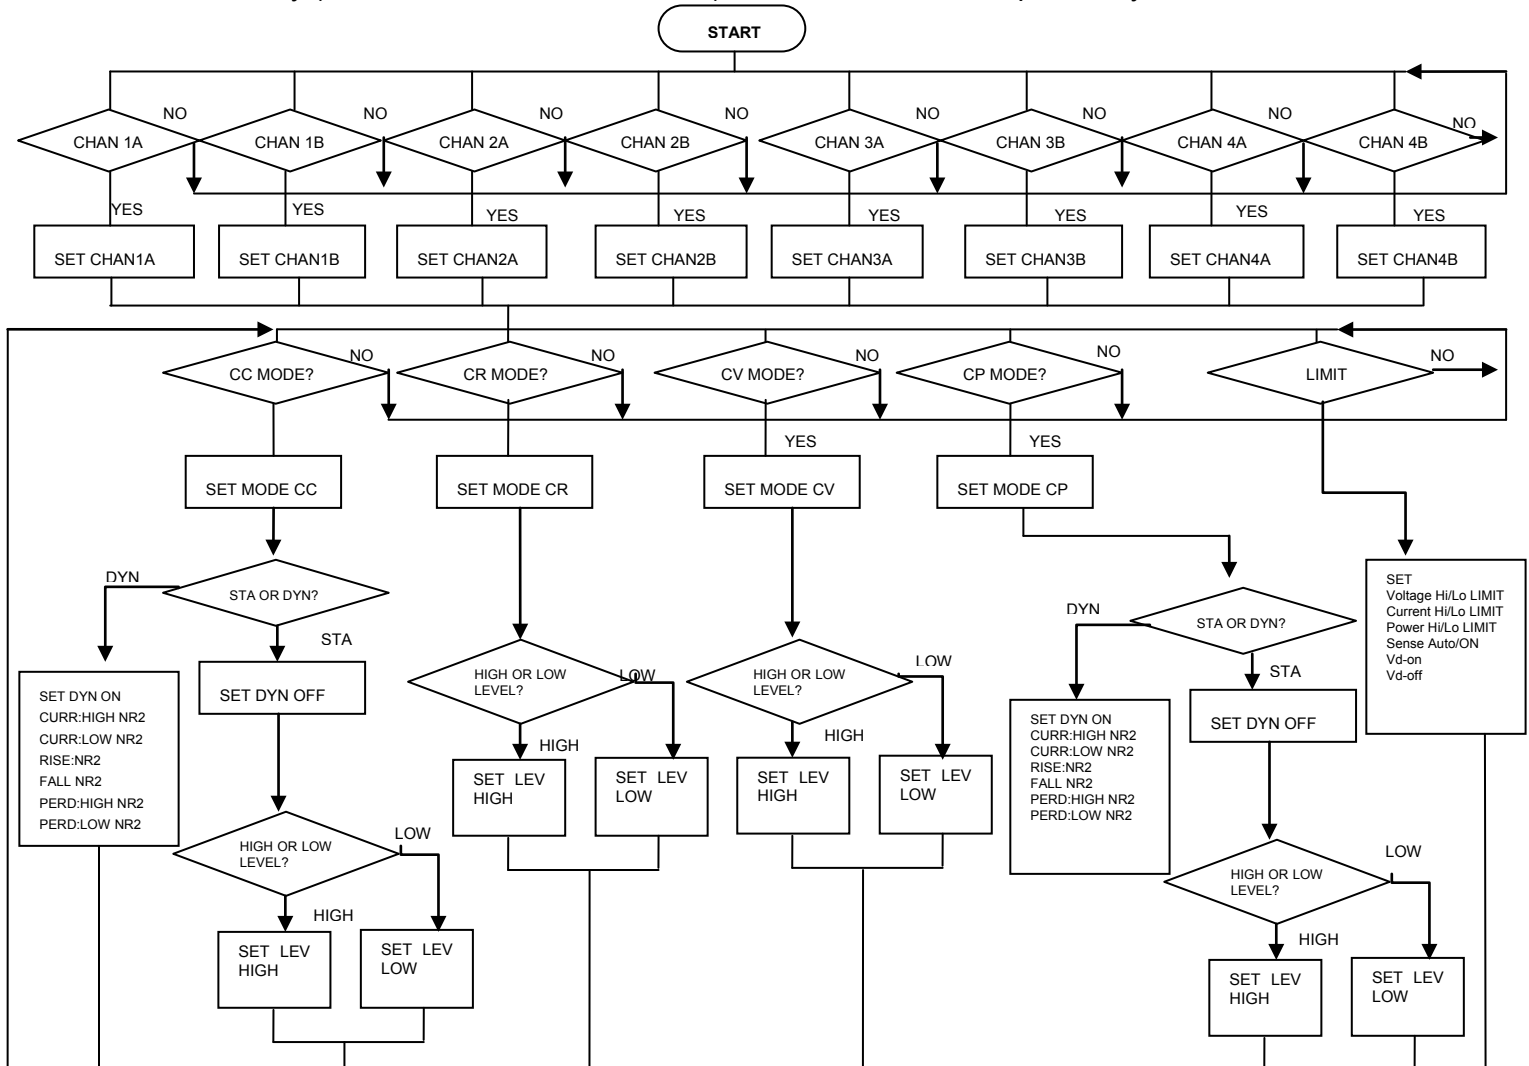 START
NO NO NO NO NO NO NO NO
CHAN 1A CHAN 1B CHAN 2A CHAN 2B CHAN 3A CHAN 3B CHAN 4A CHAN 4B
YES YES YES YES YES YES YES YES
SET CHAN1A SET CHAN1B SET CHAN2A SET CHAN2B SET CHAN3A SET CHAN3B SET CHAN4A SET CHAN4B
NO NO NO NO NO
CC MODE? CR MODE? CV MODE? CP MODE? LIMIT
YES YES
SET MODE CC SET MODE CR SET MODE CV SET MODE CP
DYN
STA OR DYN?
STA
SET DYN ON
CURR:HIGH NR2
CURR:LOW NR2
RISE:NR2
FALL NR2
PERD:HIGH NR2
PERD:LOW NR2
SET DYN OFF
HIGH OR LOW
LEVEL?
LOW
HIGH
SET LEV
HIGH
SET LEV
LOW
HIGH OR LOW
LEVEL?
LOW
HIGH
SET LEV
HIGH
SET LEV
LOW
HIGH OR LOW
LEVEL?
LOW
HIGH
SET LEV
HIGH
SET LEV
LOW
DYN
STA OR DYN?
STA
SET DYN ON
CURR:HIGH NR2
CURR:LOW NR2
RISE:NR2
FALL NR2
PERD:HIGH NR2
PERD:LOW NR2
SET DYN OFF
HIGH OR LOW
LEVEL?
LOW
HIGH
SET LEV
HIGH
SET LEV
LOW
SET
Voltage Hi/Lo LIMIT
Current Hi/Lo LIMIT
Power Hi/Lo LIMIT
Sense Auto/ON
Vd-on
Vd-off